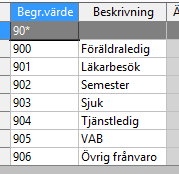 Begr.värde Beskrivning Ä
90*
900 Föräldraledig
901 Läkarbesök
902 Semester
903 Sjuk
904 Tjänstledig
905 VAB
906 Övrig frånvaro